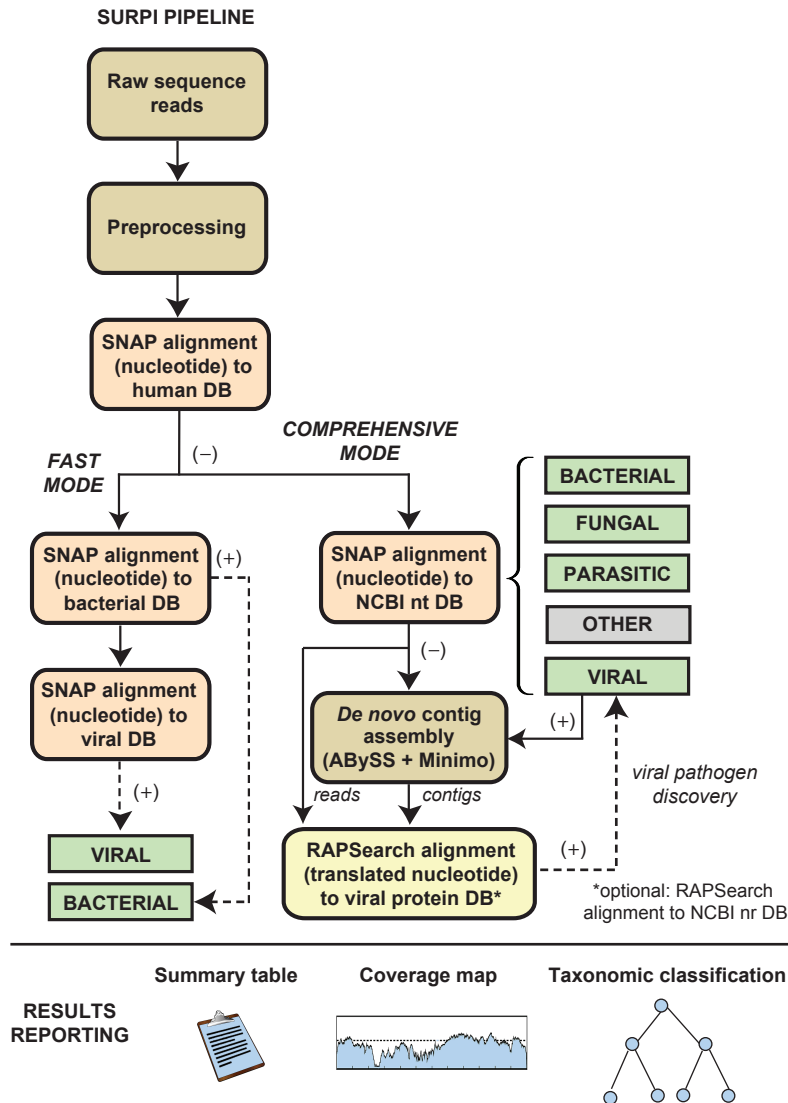 SURPI PIPELINE
Raw sequence
reads
Preprocessing
SNAP alignment
(nucleotide) to
human DB
(−)
FAST
MODE
COMPREHENSIVE
MODE
SNAP alignment
(nucleotide) to
bacterial DB
(+)
SNAP alignment
(nucleotide) to
viral DB
(+)
VIRAL
BACTERIAL
SNAP alignment
(nucleotide) to
NCBI nt DB
(−)
BACTERIAL
FUNGAL
PARASITIC
OTHER
VIRAL
(+)
De novo contig
assembly
(ABySS + Minimo)
reads
contigs
viral pathogen
discovery
RAPSearch alignment
(translated nucleotide)
to viral protein DB*
(+)
*optional: RAPSearch
alignment to NCBI nr DB
RESULTS
REPORTING
Summary table
Coverage map
Taxonomic classification